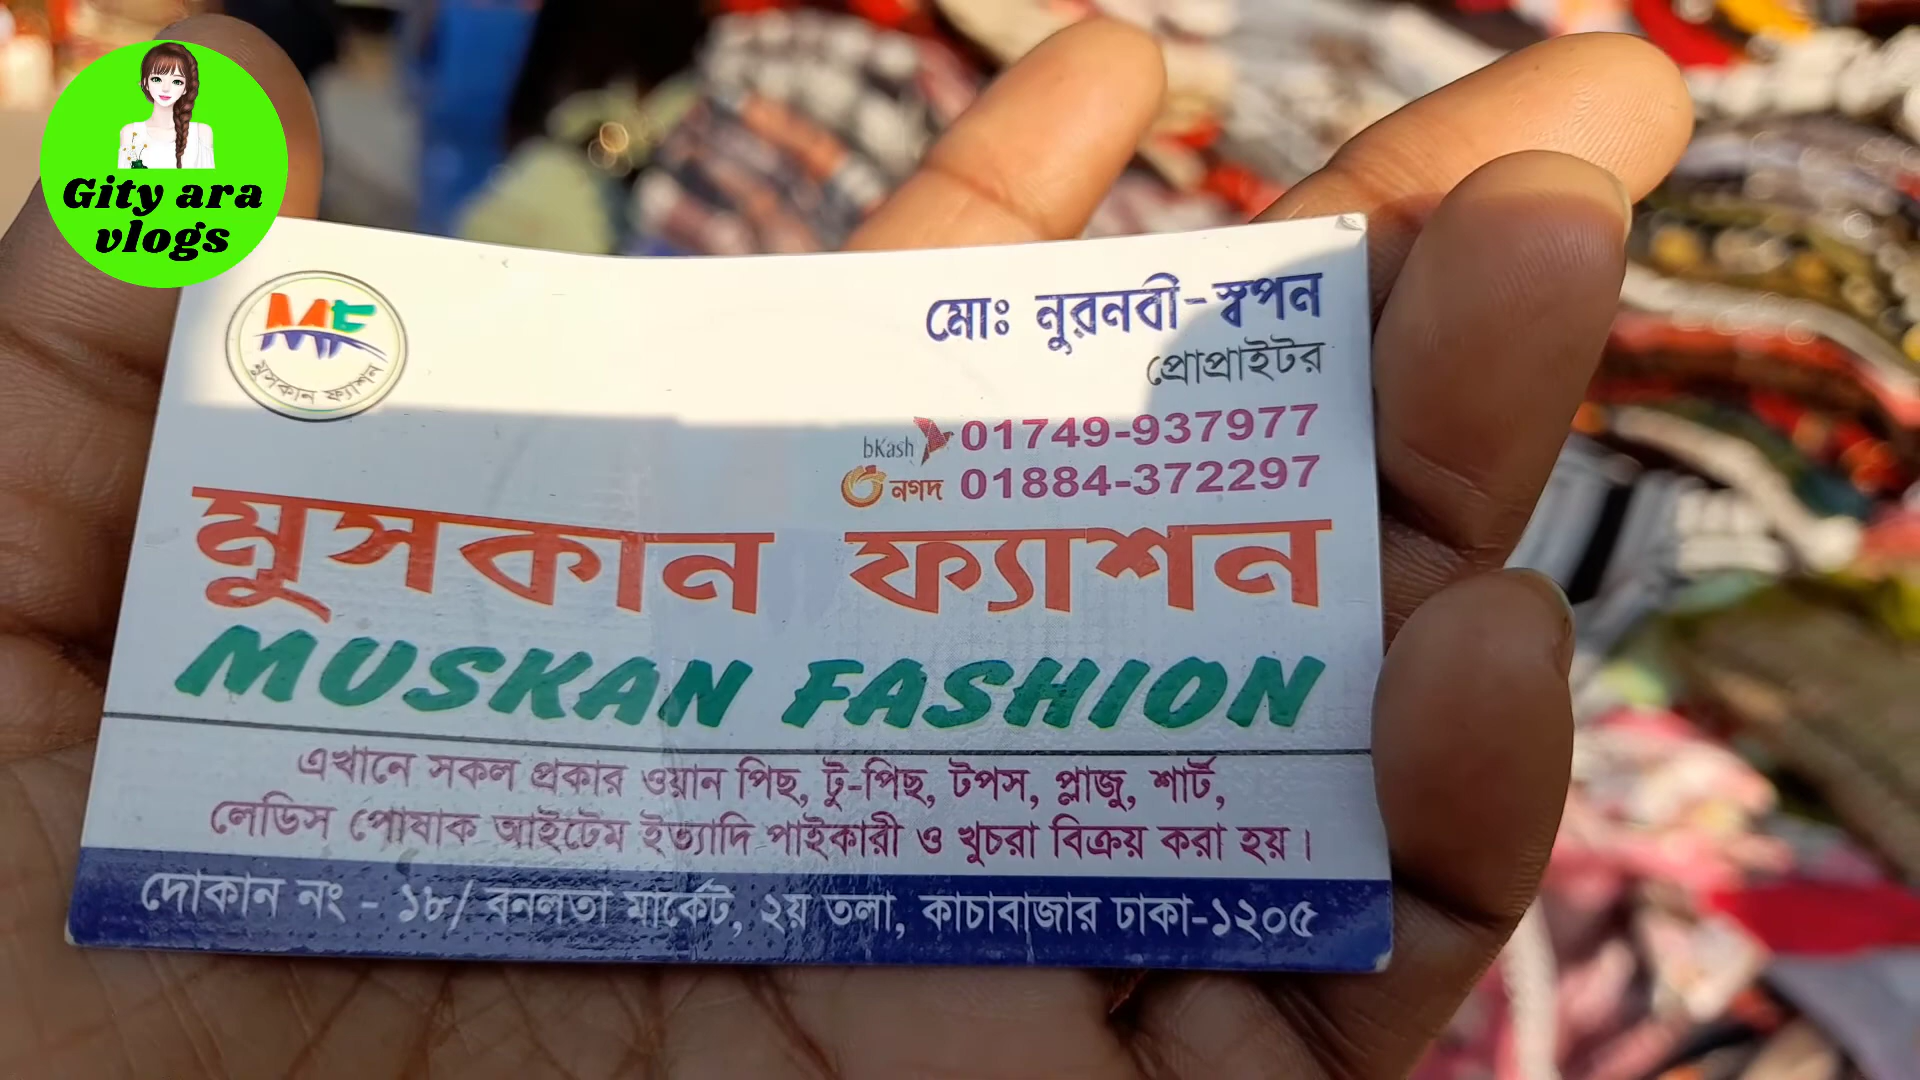 Gity ara
vlogs
MF
মুসকান ফ্যাশন
মোঃ নুরনবী-স্বপন
প্রোপ্রাইটর
bKash 01749-937977
নগদ 01884-372297
মুসকান ফ্যাশন
MUSKAN FASHION
এখানে সকল প্রকার ওয়ান পিছ, টু-পিছ, টপস, প্লাজু, শার্ট,
লেডিস পোষাক আইটেম ইত্যাদি পাইকারী ও খুচরা বিক্রয় করা হয়।
দোকান নং - ১৮/ বনলতা মার্কেট, ২য় তলা, কাচাবাজার ঢাকা-১২০৫